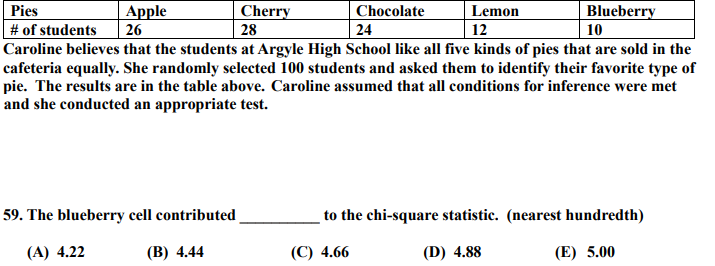 Pies Apple Cherry Chocolate Lemon Blueberry
# of students 26 28 24 12 10
Caroline believes that the students at Argyle High School like all five kinds of pies that are sold in the
cafeteria equally. She randomly selected 100 students and asked them to identify their favorite type of
pie. The results are in the table above. Caroline assumed that all conditions for inference were met
and she conducted an appropriate test.
59. The blueberry cell contributed __________ to the chi-square statistic. (nearest hundredth)
(A) 4.22 (B) 4.44 (C) 4.66 (D) 4.88 (E) 5.00